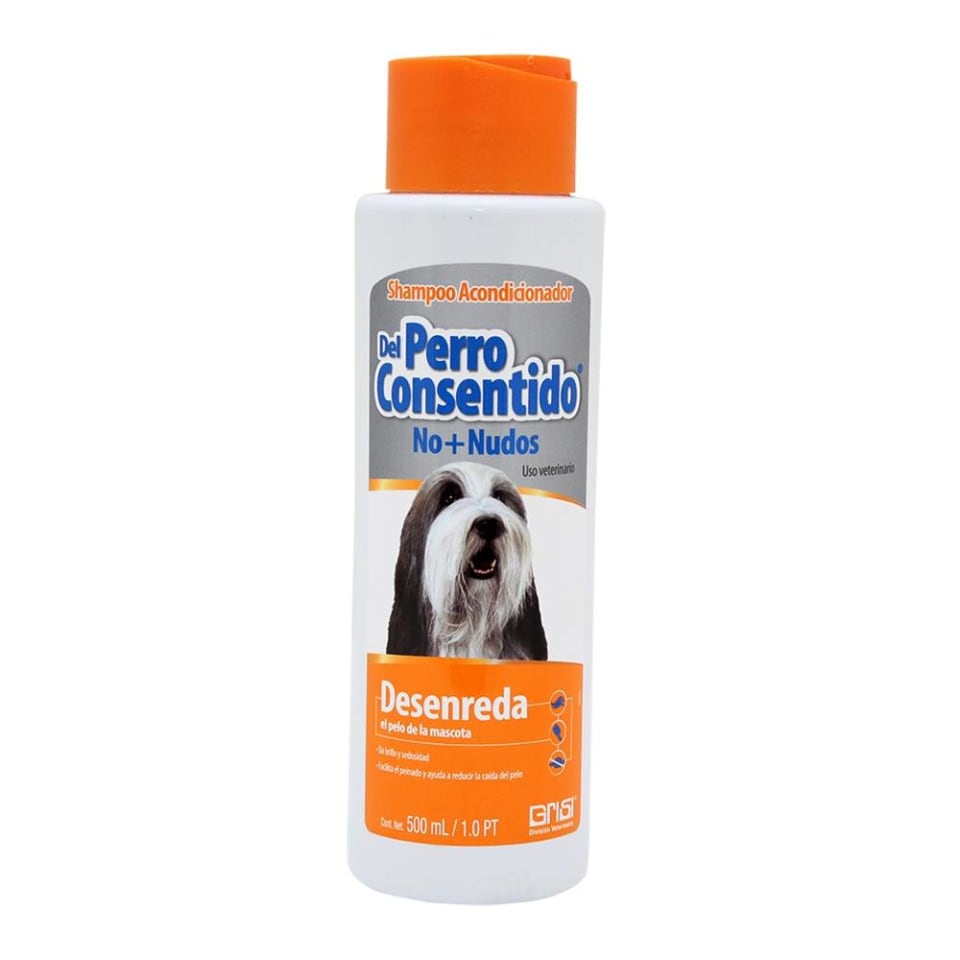 Shampoo Acondicionador
Del Perro
Consentido®
No+Nudos
Uso veterinario
Desenreda
el pelo de la mascota
• Da brillo y sedosidad
• Facilita el peinado y ayuda a reducir la caída del pelo
Cont. Net. 500 mL / 1.0 PT
GRISI®
División Veterinaria